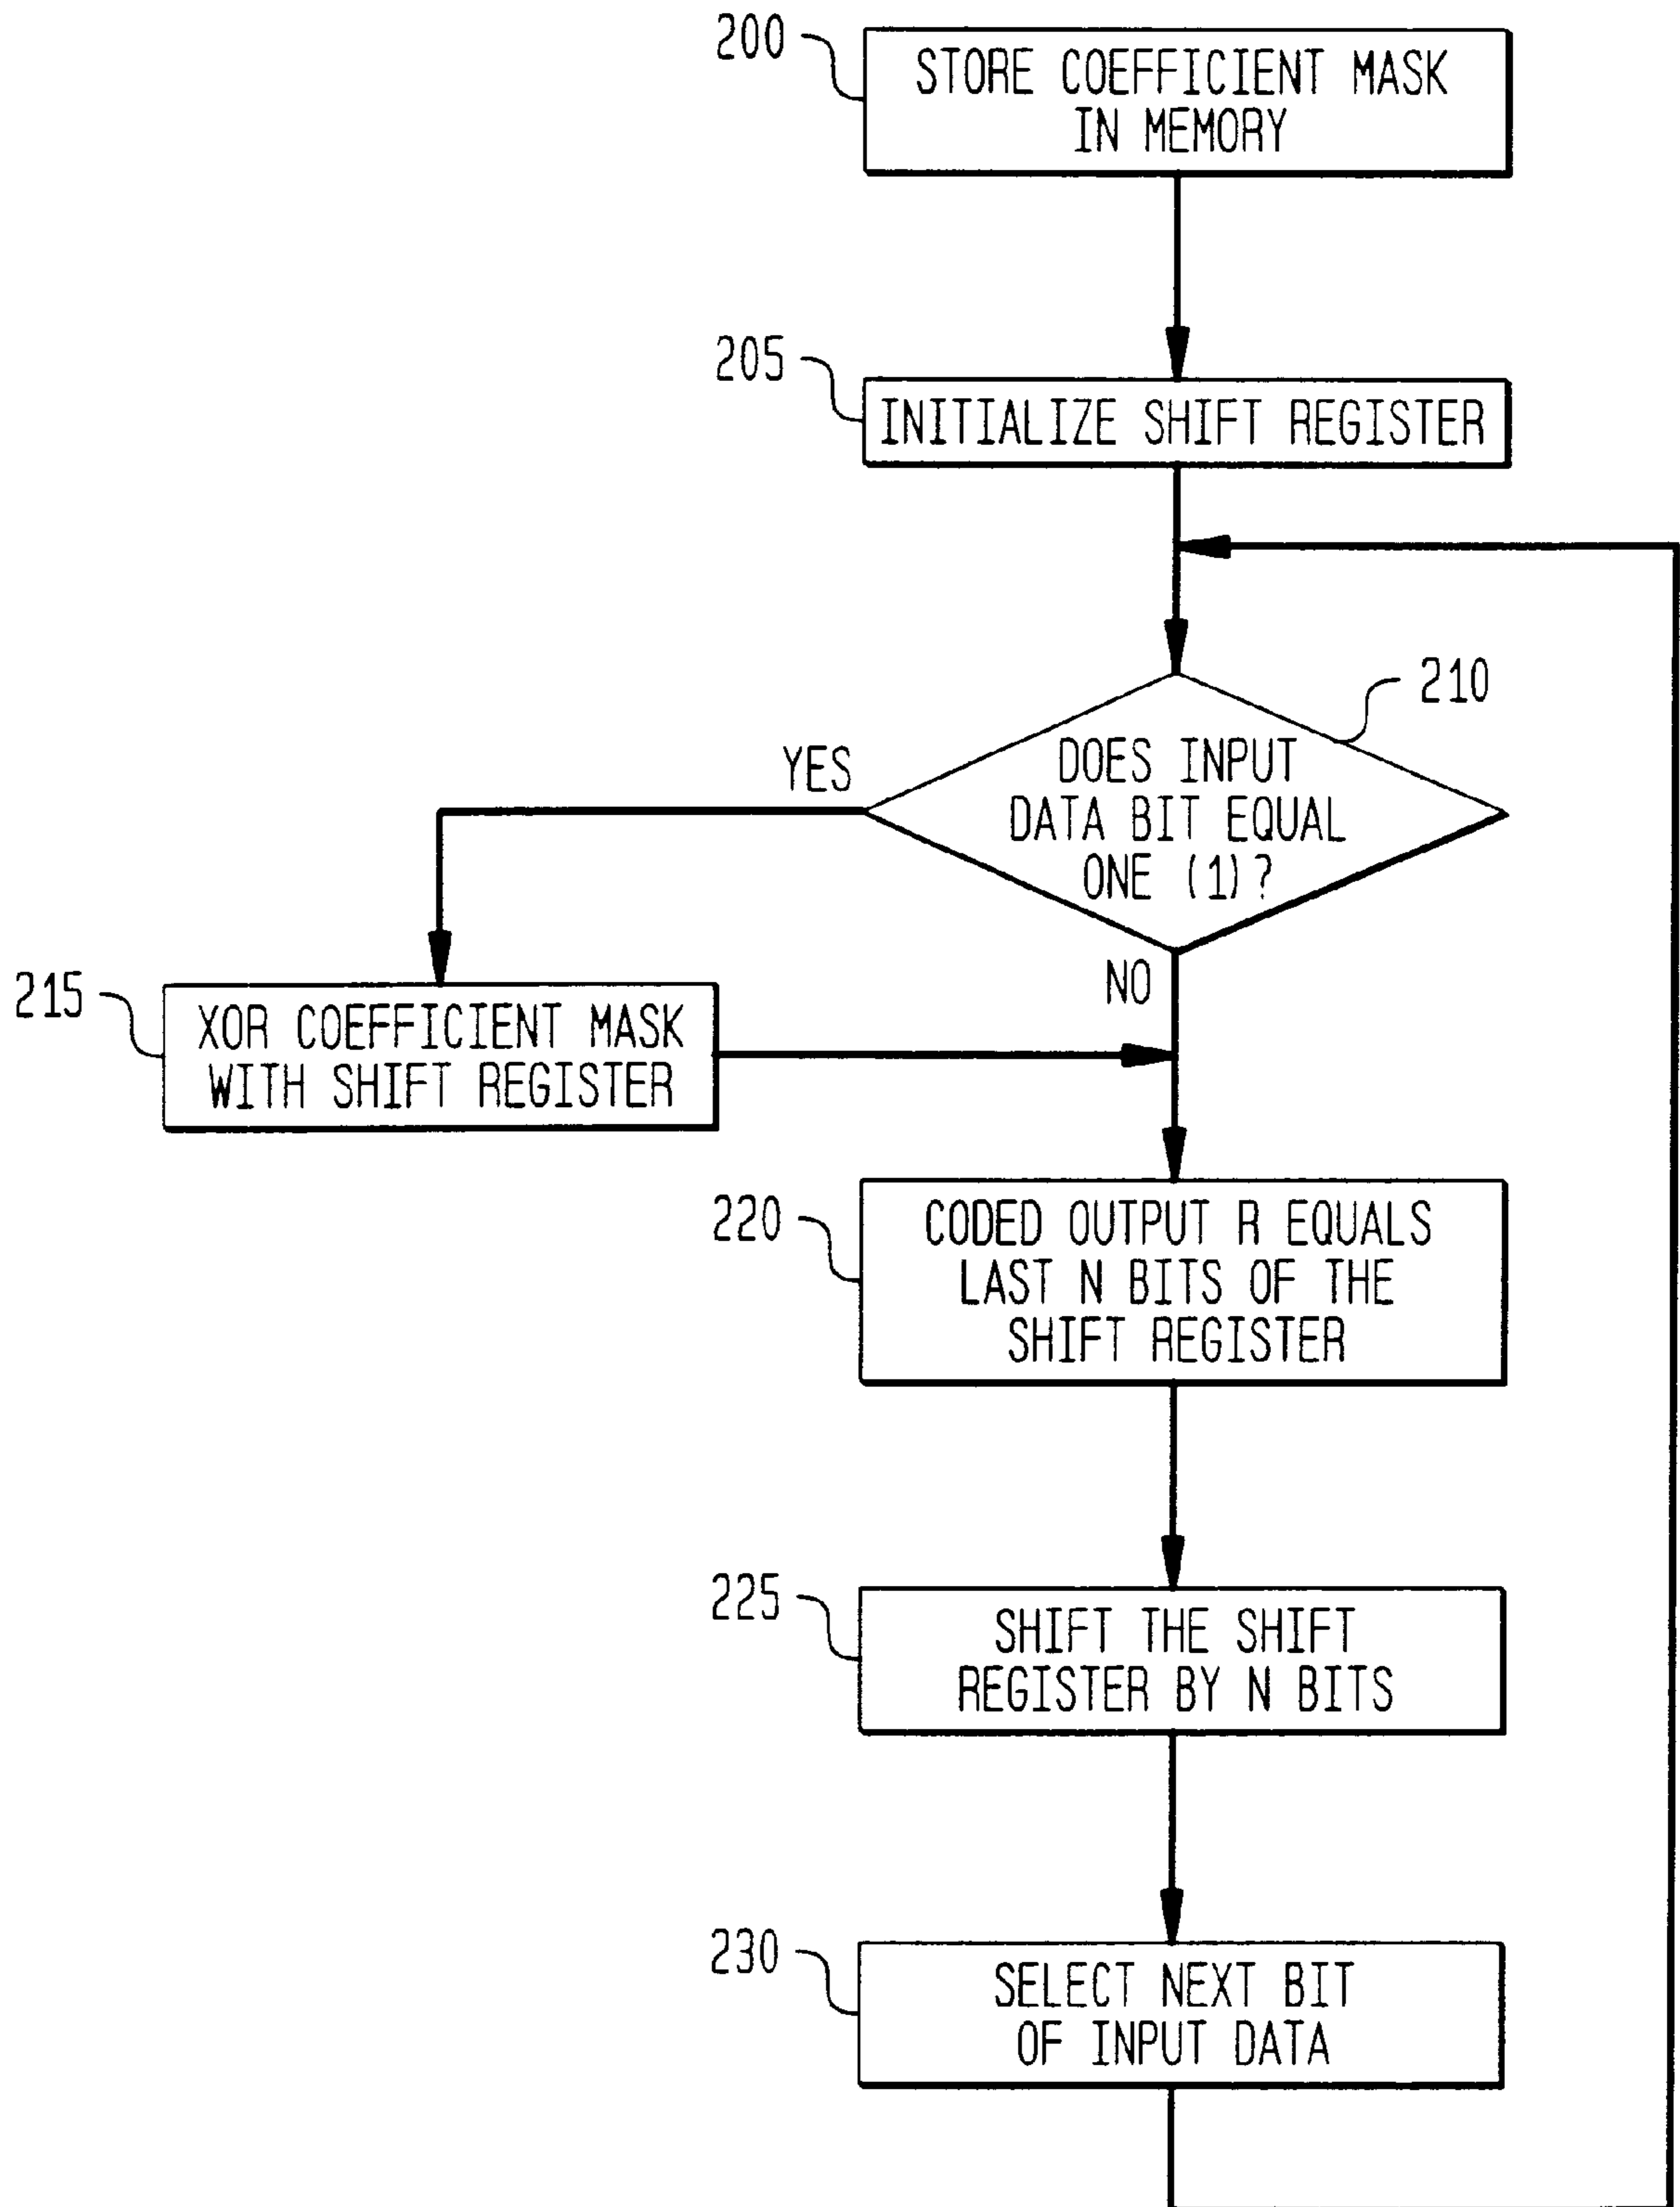 200
STORE COEFFICIENT MASK
IN MEMORY
205
INITIALIZE SHIFT REGISTER
210
DOES INPUT
DATA BIT EQUAL
ONE (1)?
YES
NO
215
XOR COEFFICIENT MASK
WITH SHIFT REGISTER
220
CODED OUTPUT R EQUALS
LAST N BITS OF THE
SHIFT REGISTER
225
SHIFT THE SHIFT
REGISTER BY N BITS
230
SELECT NEXT BIT
OF INPUT DATA